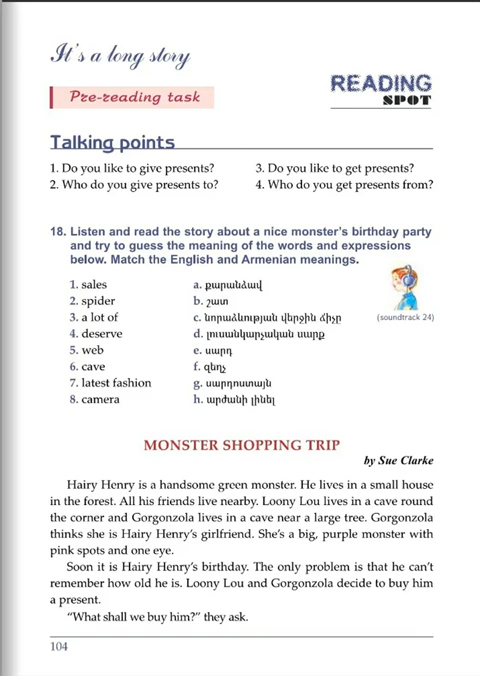 It's a long story
Pre-reading task
READING
SPOT
Talking points
1. Do you like to give presents?
2. Who do you give presents to?
3. Do you like to get presents?
4. Who do you get presents from?
18. Listen and read the story about a nice monster's birthday party
and try to guess the meaning of the words and expressions
below. Match the English and Armenian meanings.
1. sales
2. spider
3. a lot of
4. deserve
5. web
6. cave
7. latest fashion
8. camera
a. քարանձավ
b. շատ
c. նորաձևության վերջին ճիչը
d. լուսանկարչական սարք
e. սարդ
f. զեղչ
g. սարդոստայն
h. արժանի լինել
(soundtrack 24)
MONSTER SHOPPING TRIP
by Sue Clarke
Hairy Henry is a handsome green monster. He lives in a small house
in the forest. All his friends live nearby. Loony Lou lives in a cave round
the corner and Gorgonzola lives in a cave near a large tree. Gorgonzola
thinks she is Hairy Henry's girlfriend. She's a big, purple monster with
pink spots and one eye.
Soon it is Hairy Henry's birthday. The only problem is that he can't
remember how old he is. Loony Lou and Gorgonzola decide to buy him
a present.
"What shall we buy him?" they ask.
104